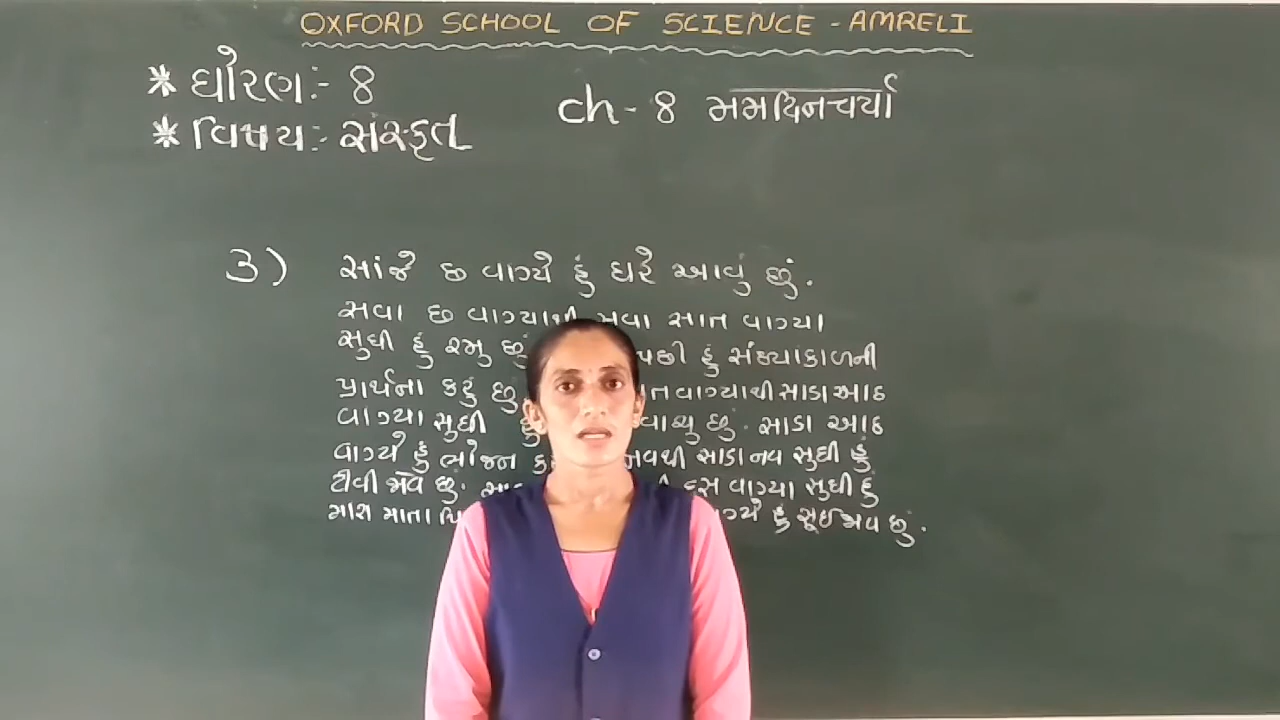 OXFORD SCHOOL OF SCIENCE - AMRELI
* ધોરણ:- 8
ch - 8 મમદિનચર્યા
* વિષય:- સંસ્કૃત
3) સાંજે છ વાગ્યે હું ઘરે આવું છું.
સવા છ વાગ્યાથી સવા સાત વાગ્યા
સુધી હું રમુ છું પછી હું સંધ્યાકાળની
પ્રાર્થના કરું છું વાગ્યાથી સાડા આઠ
વાગ્યા સુધી હું વાંચુ છું. સાડા આઠ
વાગ્યે હું ભોજન નવથી સાડા નવ સુધી હું
ટીવી જોવ છું. દસ વાગ્યા સુધી હું
મારા માતા હું સૂઈ જાવ છું.